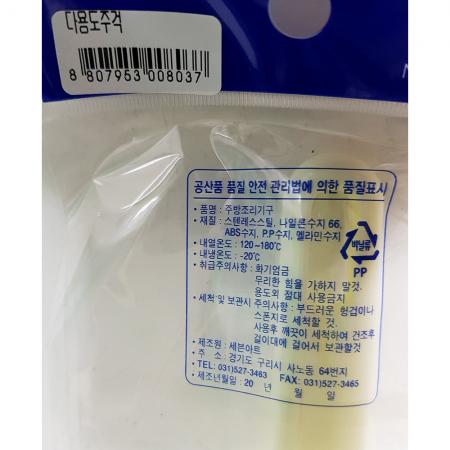 다용도주걱
8 807953 008037
공산품 품질 안전 관리법에 의한 품질표시
• 품명 : 주방조리기구
• 재질 : 스텐레스스틸, 나일론수지 66,
ABS수지, P.P수지, 멜라민수지
• 내열온도 : 120~180℃
• 내냉온도 : -20℃
• 취급주의사항 : 화기엄금
무리한 힘을 가하지 말것.
용도외 절대 사용금지
• 세척 및 보관시 주의사항 : 부드러운 헝겊이나
스폰지로 세척할 것.
사용후 깨끗이 세척하여 건조후
걸이대에 걸어서 보관할것
• 제조원 : 세븐아트
• 주 소 : 경기도 구리시 사노동 64번지
• TEL: 031)527-3463 FAX: 031)527-3465
• 제조년월일 : 20 년 월 일
비닐류
PP